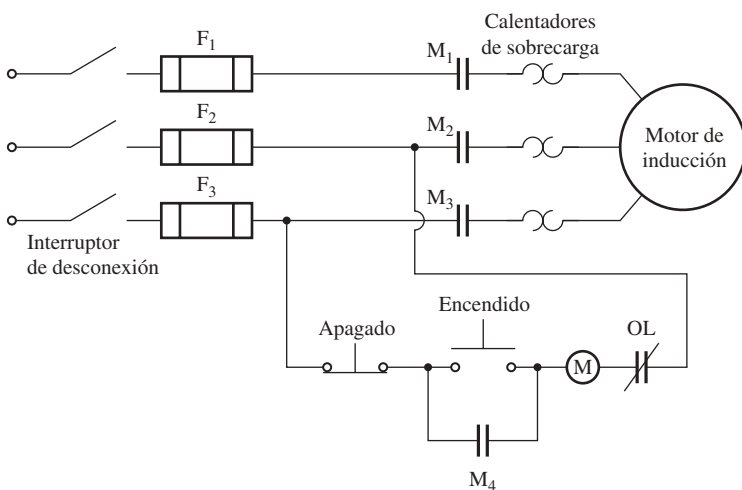 F₁
Calentadores
de sobrecarga
M₁
F₂
M₂
Motor de
inducción
F₃
M₃
Interruptor
de desconexión
Encendido
Apagado
OL
M
M₄